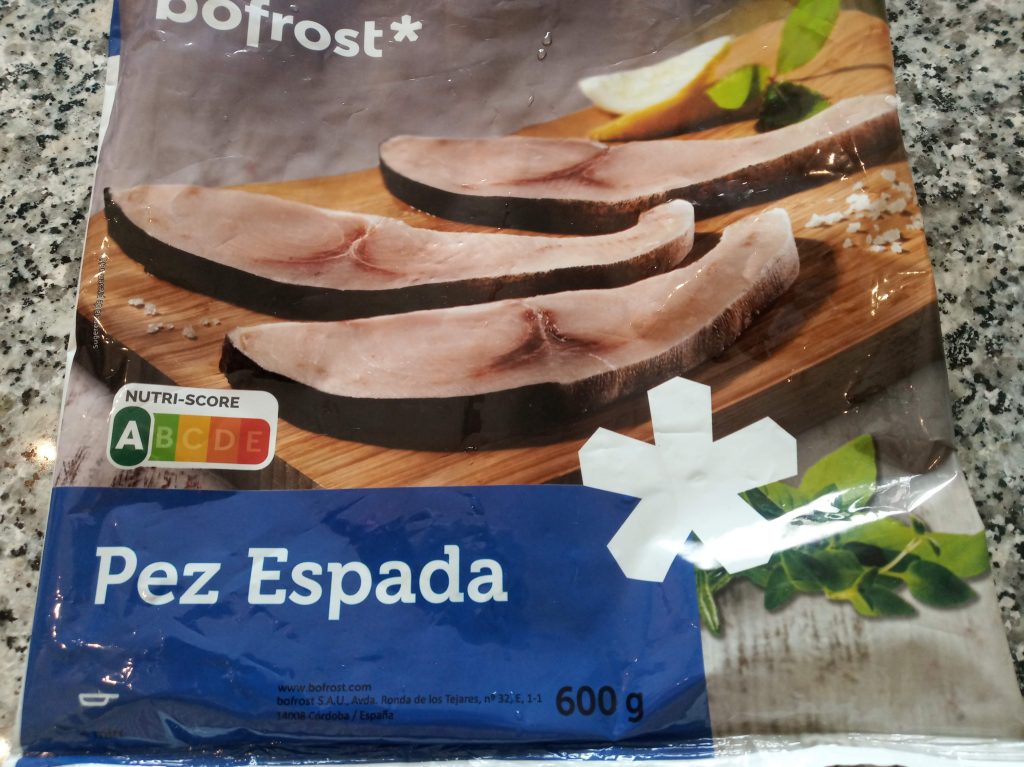 bofrost*
NUTRI-SCORE
A B C D E
Pez Espada
www.bofrost.com
bofrost S.A.U., Avda. Ronda de los Tejares, nº 32, E, 1-1
14008 Córdoba / España
600 g